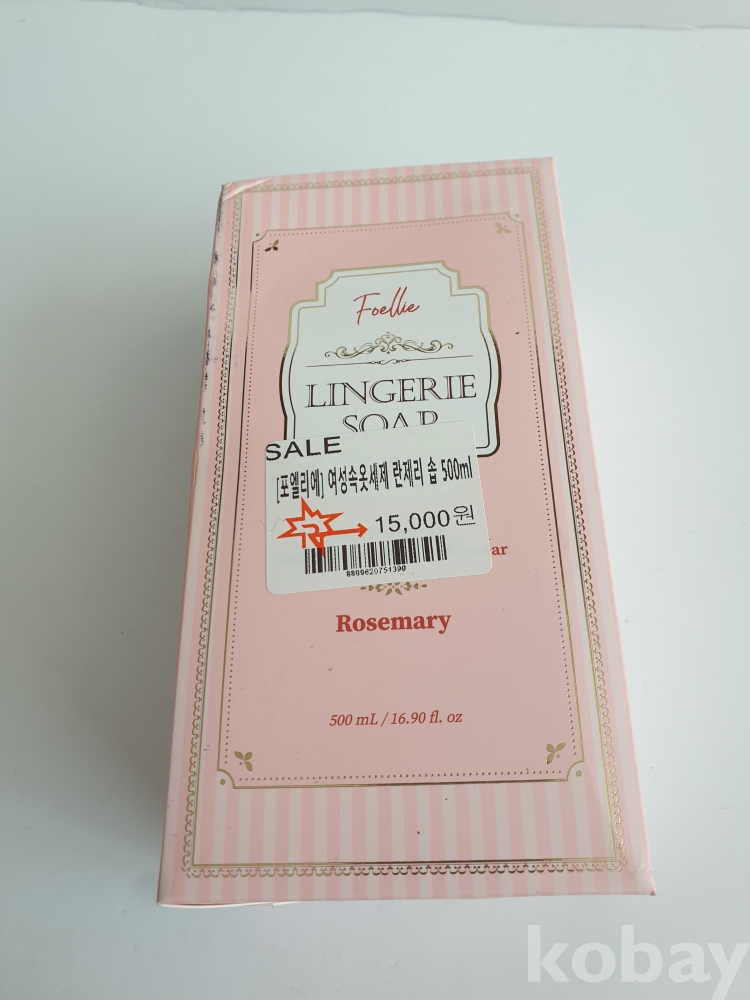 Foellie
LINGERIE
SOAP
SALE
[포엘리에] 여성속옷세제 란제리 솝 500ml
15,000원
8809620751390
Rosemary
500 mL / 16.90 fl. oz
kobay